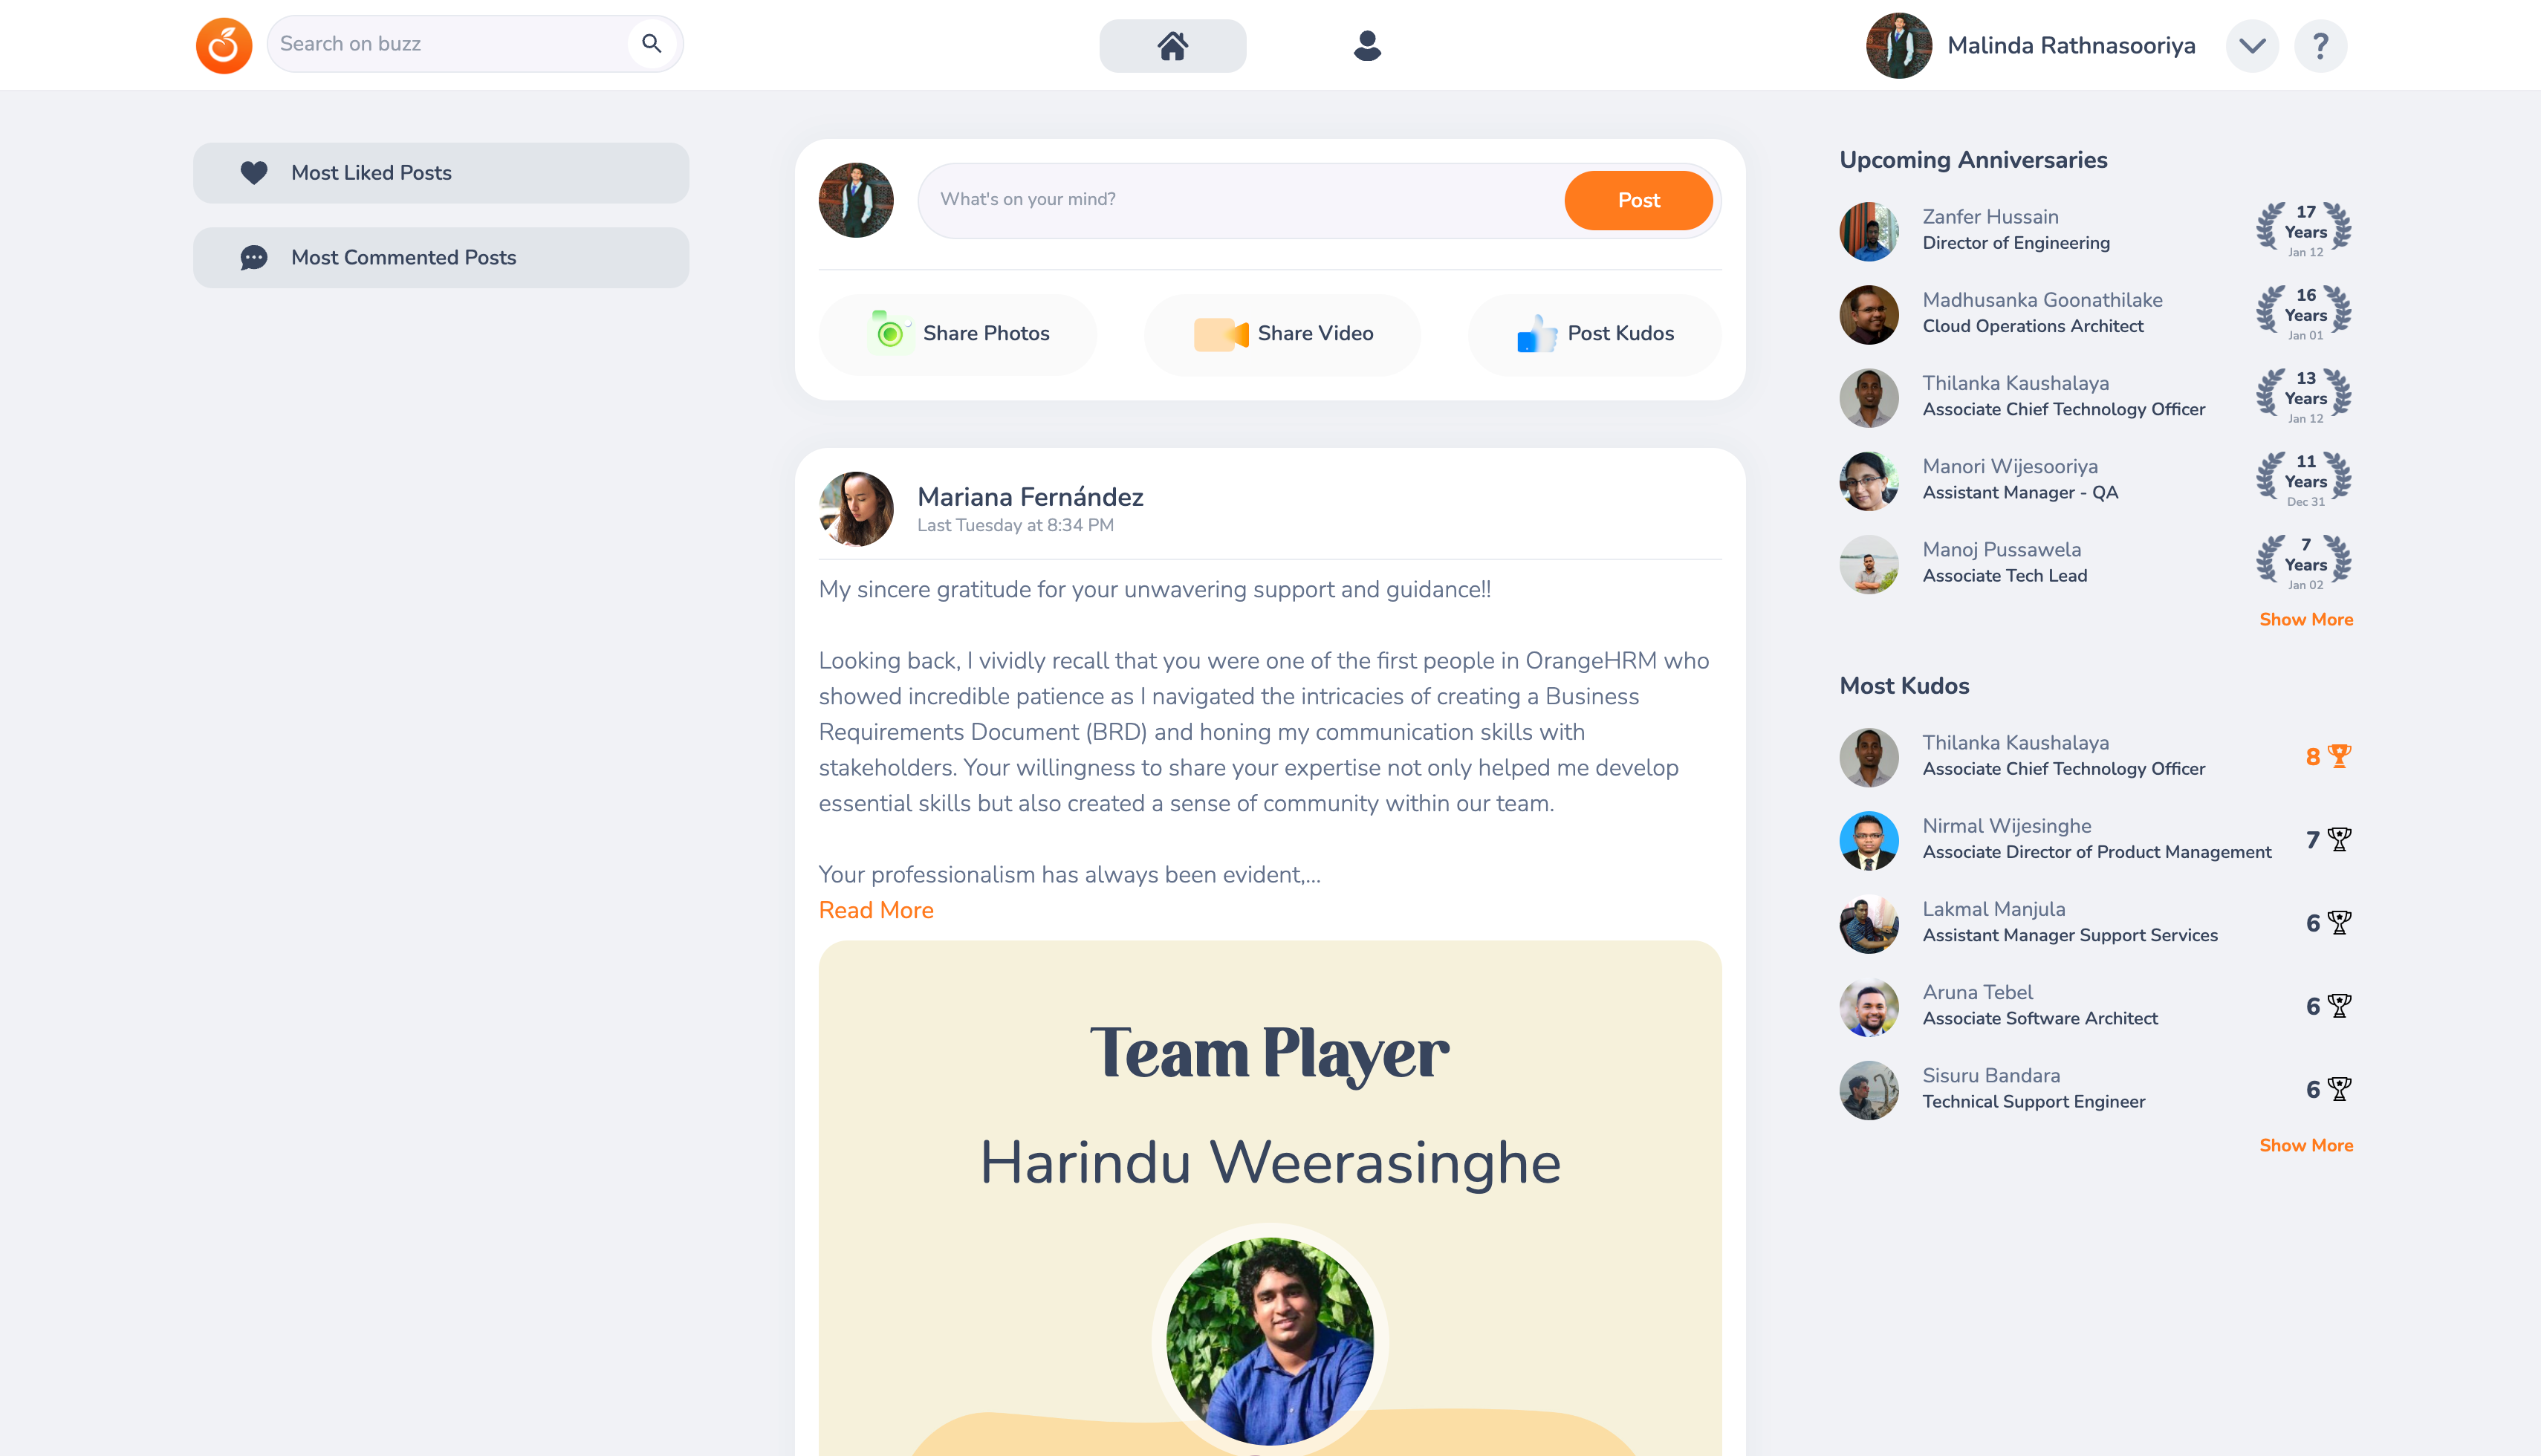 Search on buzz
Malinda Rathnasooriya
?
Most Liked Posts
Most Commented Posts
What's on your mind?
Post
Share Photos
Share Video
Post Kudos
Mariana Fernández
Last Tuesday at 8:34 PM
My sincere gratitude for your unwavering support and guidance!!
Looking back, I vividly recall that you were one of the first people in OrangeHRM who
showed incredible patience as I navigated the intricacies of creating a Business
Requirements Document (BRD) and honing my communication skills with
stakeholders. Your willingness to share your expertise not only helped me develop
essential skills but also created a sense of community within our team.
Your professionalism has always been evident,...
Read More
Team Player
Harindu Weerasinghe
Upcoming Anniversaries
Zanfer Hussain
Director of Engineering
17
Years
Jan 12
Madhusanka Goonathilake
Cloud Operations Architect
16
Years
Jan 01
Thilanka Kaushalaya
Associate Chief Technology Officer
13
Years
Jan 12
Manori Wijesooriya
Assistant Manager - QA
11
Years
Dec 31
Manoj Pussawela
Associate Tech Lead
7
Years
Jan 02
Show More
Most Kudos
Thilanka Kaushalaya
Associate Chief Technology Officer
8
Nirmal Wijesinghe
Associate Director of Product Management
7
Lakmal Manjula
Assistant Manager Support Services
6
Aruna Tebel
Associate Software Architect
6
Sisuru Bandara
Technical Support Engineer
6
Show More